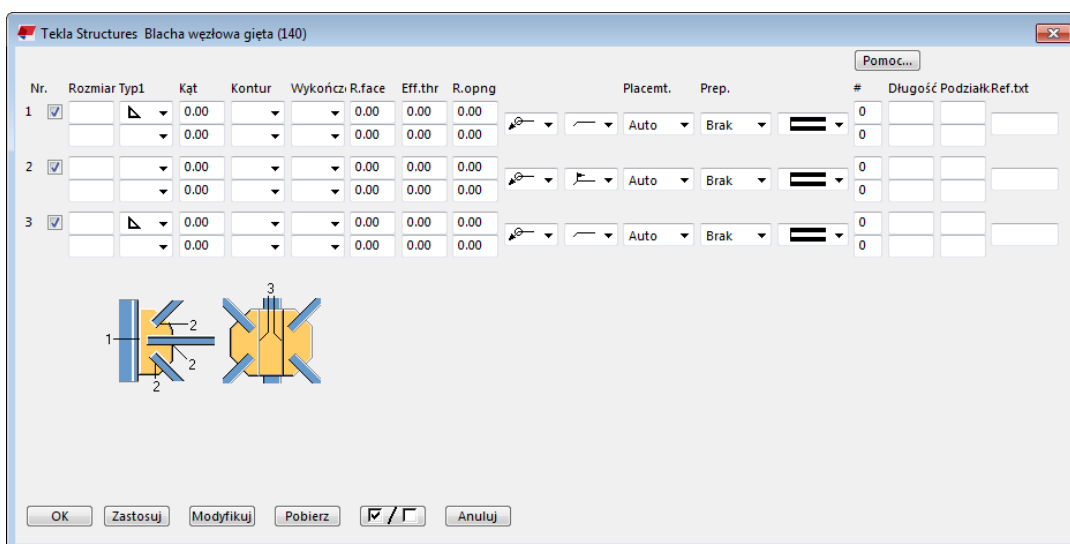 Tekla Structures Blacha węzłowa gięta (140)
Pomoc...
Nr. Rozmiar Typ1 Kąt Kontur Wykończe R.face Eff.thr R.opng Placemt. Prep. # Długość Podziałk Ref.txt
1 0.00 0.00 0.00 0.00 Auto Brak 0
0.00 0.00 0.00 0.00 0
2 0.00 0.00 0.00 0.00 Auto Brak 0
0.00 0.00 0.00 0.00 0
3 0.00 0.00 0.00 0.00 Auto Brak 0
0.00 0.00 0.00 0.00 0
3
2
1
2
2
OK Zastosuj Modyfikuj Pobierz / Anuluj